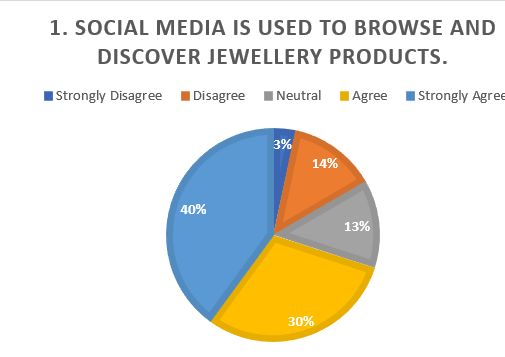 1. SOCIAL MEDIA IS USED TO BROWSE AND
DISCOVER JEWELLERY PRODUCTS.
Strongly Disagree Disagree Neutral Agree Strongly Agree
3%
14%
13%
30%
40%